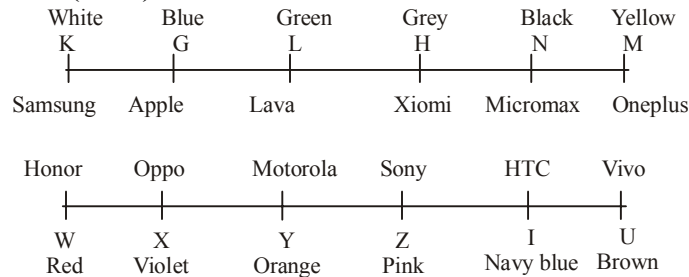 White Blue Green Grey Black Yellow
K G L H N M
Samsung Apple Lava Xiomi Micromax Oneplus
Honor Oppo Motorola Sony HTC Vivo
W X Y Z I U
Red Violet Orange Pink Navy blue Brown